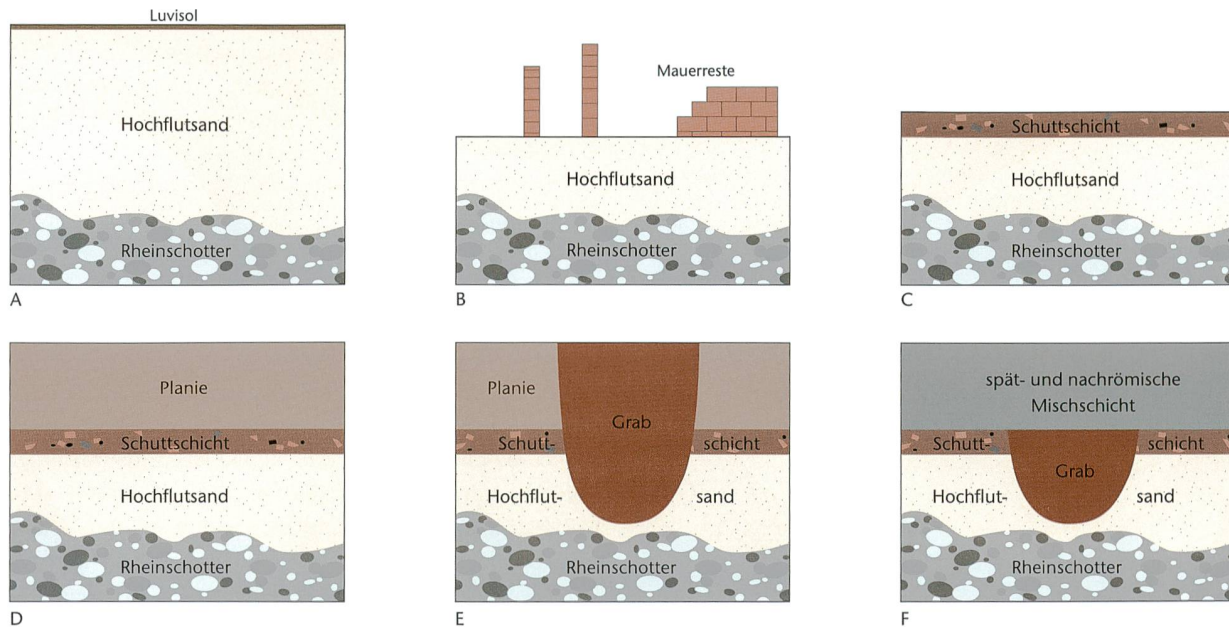 Luvisol
Hochflutsand
Rheinschotter
A
Mauerreste
Hochflutsand
Rheinschotter
B
Schuttschicht
Hochflutsand
Rheinschotter
C
Planie
Schuttschicht
Hochflutsand
Rheinschotter
D
Planie
Grab
Schutt- schicht
Hochflut- sand
Rheinschotter
E
spät- und nachrömische
Mischschicht
Schutt- schicht
Grab
Hochflut- sand
Rheinschotter
F